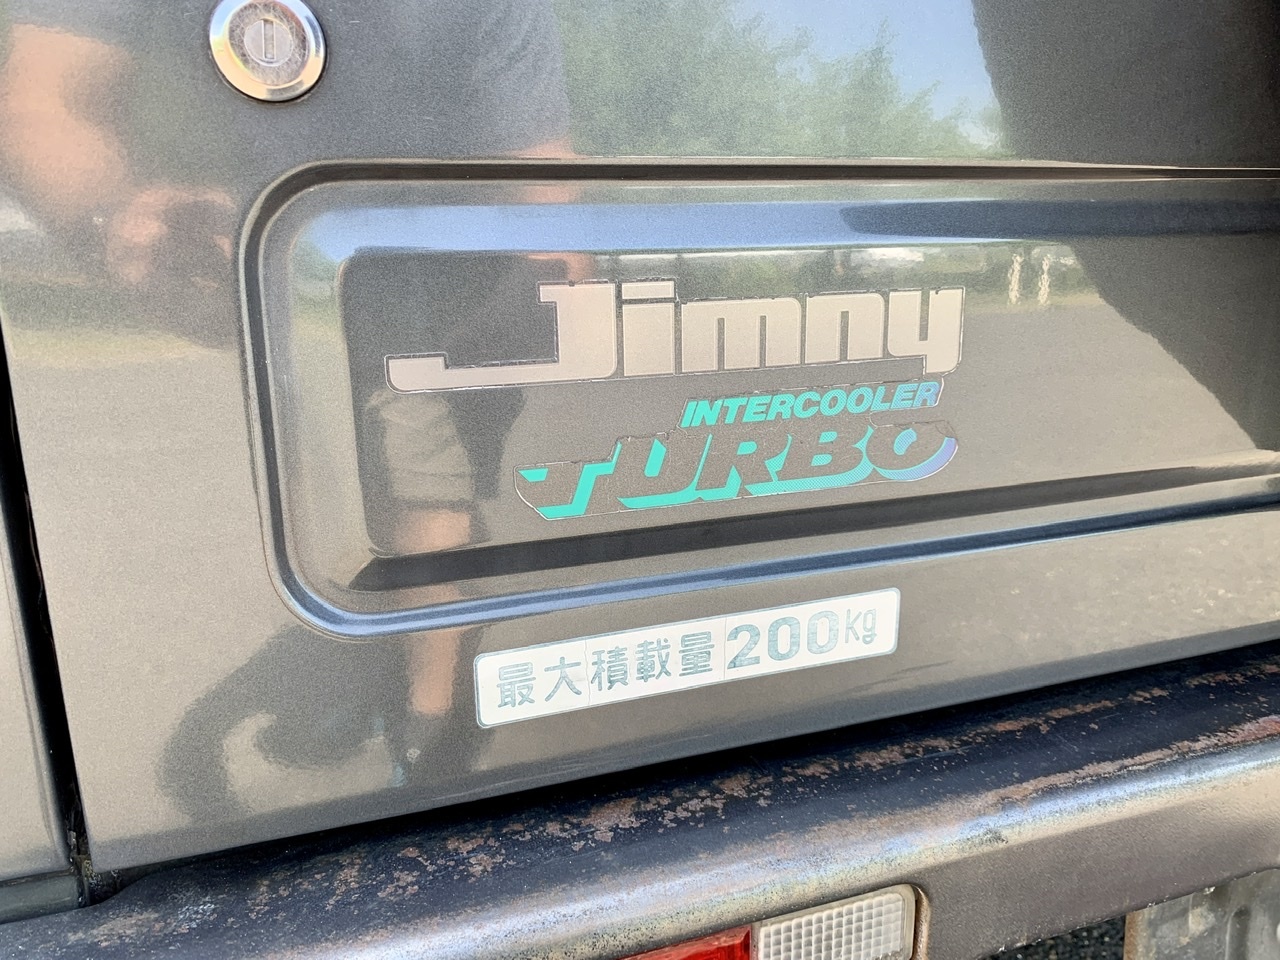 Jimny
INTERCOOLER
TURBO
最大積載量200kg